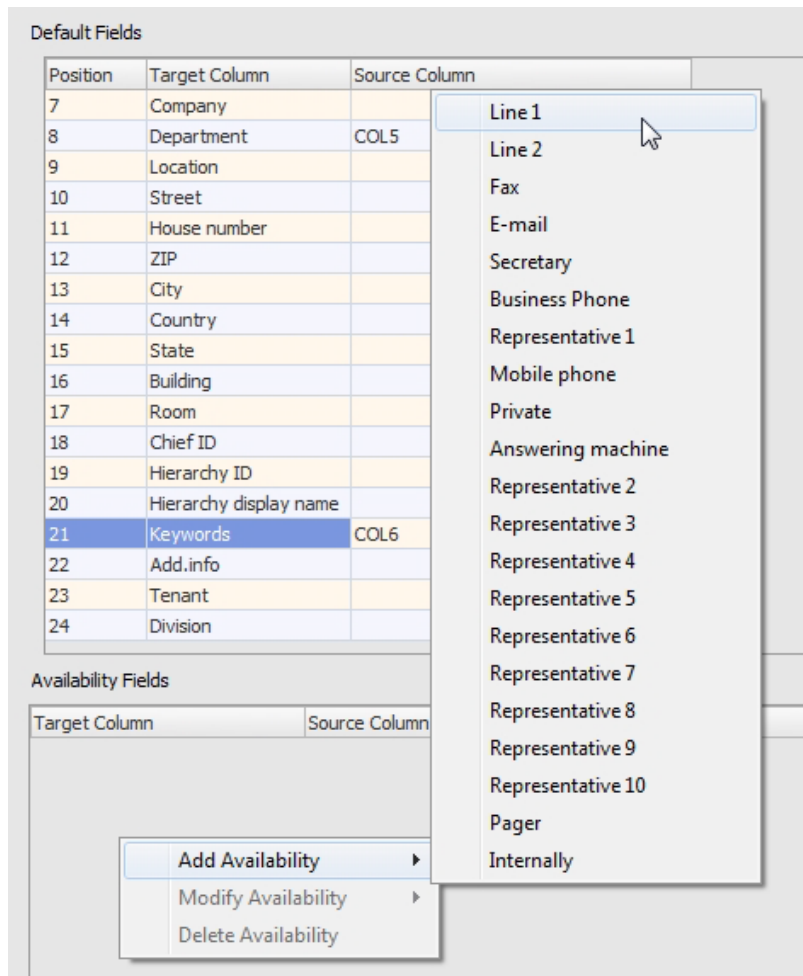 Default Fields
Position Target Column Source Column
7 Company
8 Department COL5
9 Location
10 Street
11 House number
12 ZIP
13 City
14 Country
15 State
16 Building
17 Room
18 Chief ID
19 Hierarchy ID
20 Hierarchy display name
21 Keywords COL6
22 Add.info
23 Tenant
24 Division
Line 1
Line 2
Fax
E-mail
Secretary
Business Phone
Representative 1
Mobile phone
Private
Answering machine
Representative 2
Representative 3
Representative 4
Representative 5
Representative 6
Representative 7
Representative 8
Representative 9
Representative 10
Pager
Internally
Availability Fields
Target Column Source Column
Add Availability
Modify Availability
Delete Availability